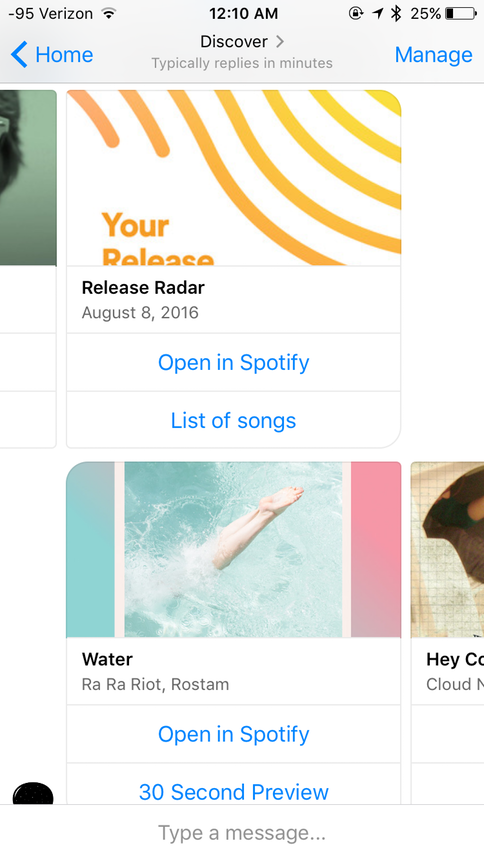 -95 Verizon 12:10 AM 25%
Home Discover Manage
Typically replies in minutes
Your
Release
Release Radar
August 8, 2016
Open in Spotify
List of songs
Water
Ra Ra Riot, Rostam
Open in Spotify
30 Second Preview
Hey
Cloud
Type a message...